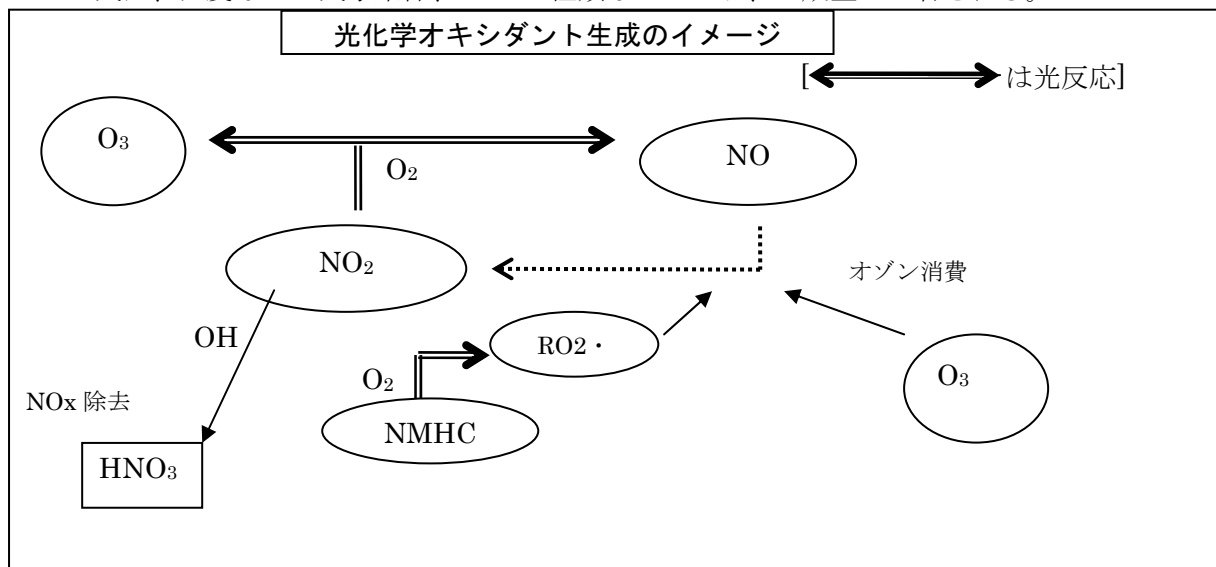 光化学オキシダント生成のイメージ
[は光反応]
O₃
O₂
NO
NO₂
オゾン消費
OH
RO2・
O₂
O₃
NOx 除去
NMHC
HNO₃